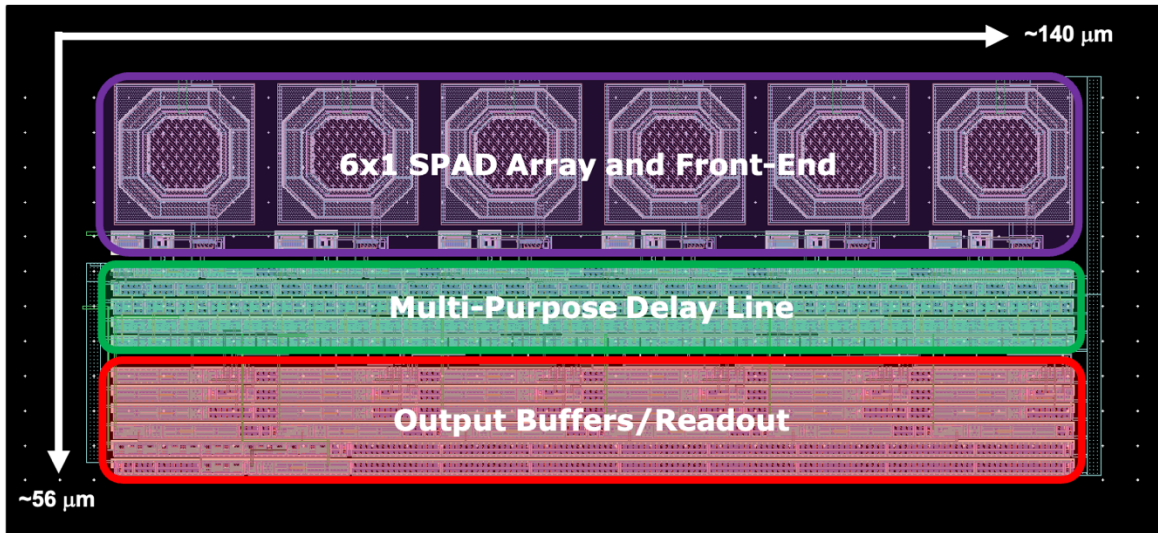 ~140 μm
6x1 SPAD Array and Front-End
Multi-Purpose Delay Line
Output Buffers/Readout
~56 μm